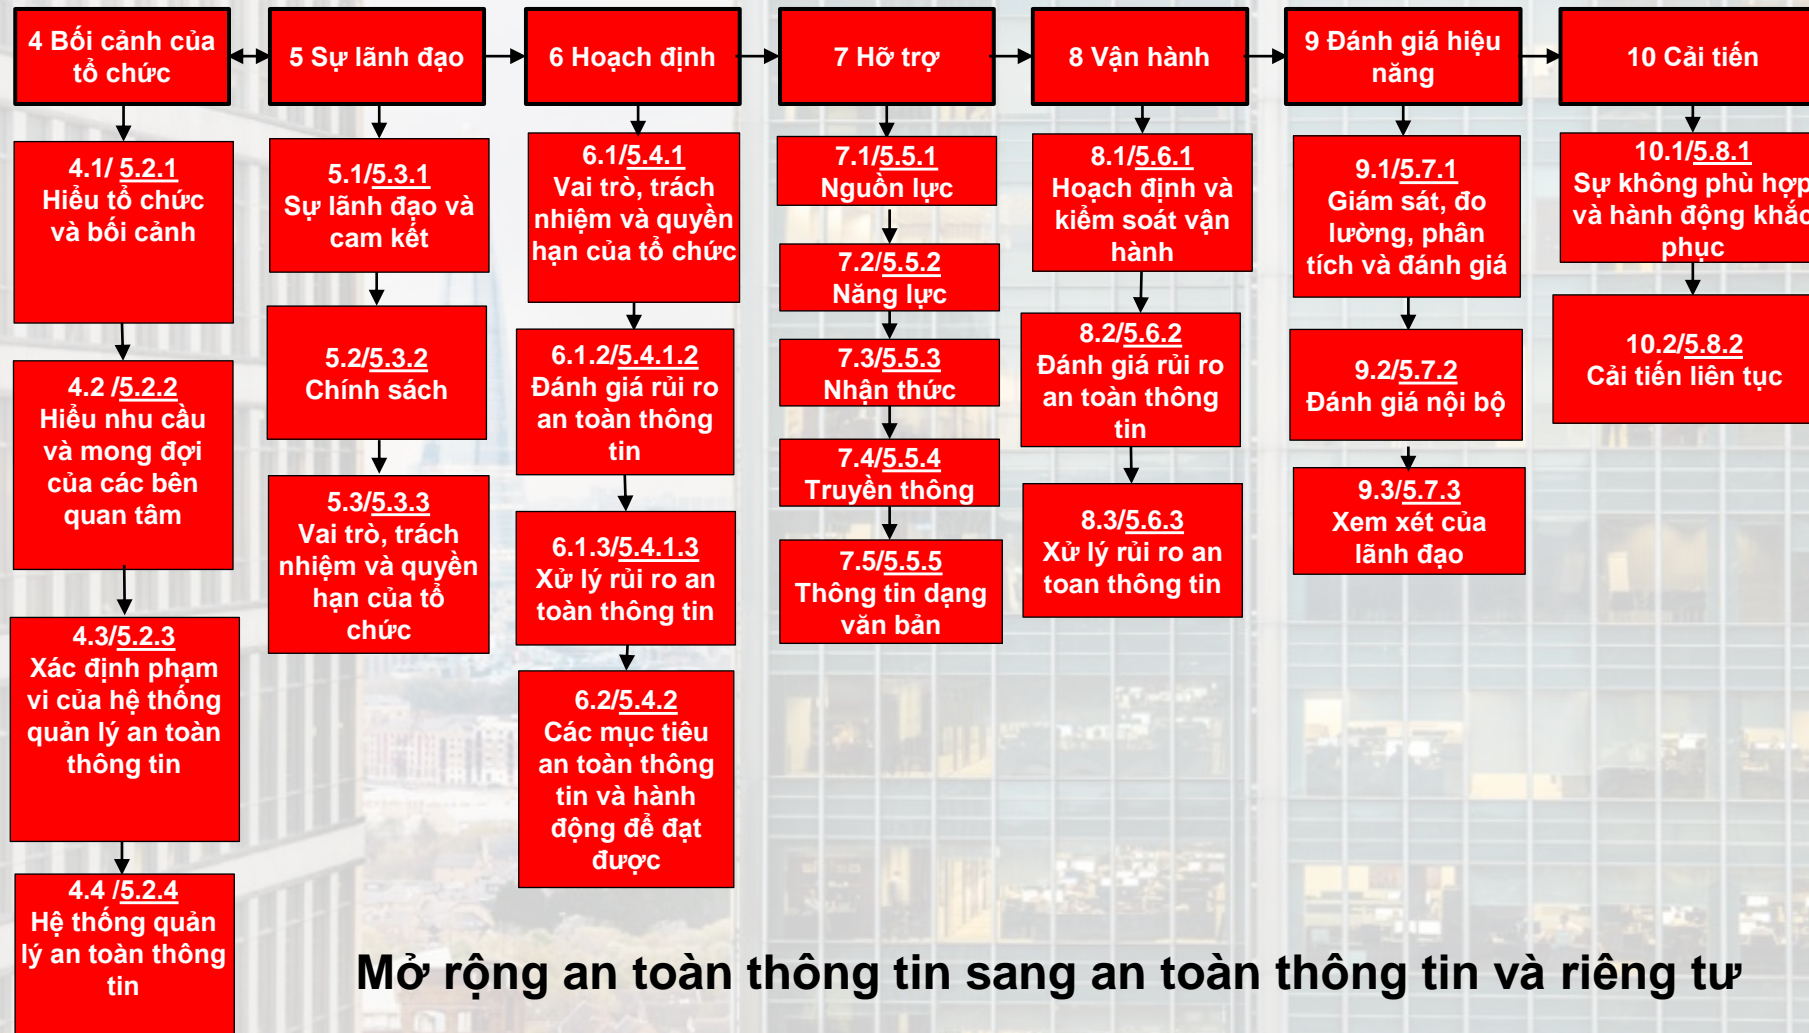 4 Bối cảnh của
tổ chức
5 Sự lãnh đạo
6 Hoạch định
7 Hỡ trợ
8 Vận hành
9 Đánh giá hiệu
năng
10 Cải tiến
4.1/ 5.2.1
Hiểu tổ chức
và bối cảnh
4.2 /5.2.2
Hiểu nhu cầu
và mong đợi
của các bên
quan tâm
4.3/5.2.3
Xác định phạm
vi của hệ thống
quản lý an toàn
thông tin
4.4 /5.2.4
Hệ thống quản
lý an toàn thông
tin
5.1/5.3.1
Sự lãnh đạo và
cam kết
5.2/5.3.2
Chính sách
5.3/5.3.3
Vai trò, trách
nhiệm và quyền
hạn của tổ
chức
6.1/5.4.1
Vai trò, trách
nhiệm và quyền
hạn của tổ chức
6.1.2/5.4.1.2
Đánh giá rủi ro
an toàn thông
tin
6.1.3/5.4.1.3
Xử lý rủi ro an
toàn thông tin
6.2/5.4.2
Các mục tiêu
an toàn thông
tin và hành
động để đạt
được
7.1/5.5.1
Nguồn lực
7.2/5.5.2
Năng lực
7.3/5.5.3
Nhận thức
7.4/5.5.4
Truyền thông
7.5/5.5.5
Thông tin dạng
văn bản
8.1/5.6.1
Hoạch định và
kiểm soát vận
hành
8.2/5.6.2
Đánh giá rủi ro
an toàn thông
tin
8.3/5.6.3
Xử lý rủi ro an
toan thông tin
9.1/5.7.1
Giám sát, đo
lường, phân
tích và đánh giá
9.2/5.7.2
Đánh giá nội bộ
9.3/5.7.3
Xem xét của
lãnh đạo
10.1/5.8.1
Sự không phù hợp
và hành động khắc
phục
10.2/5.8.2
Cải tiến liên tục
Mở rộng an toàn thông tin sang an toàn thông tin và riêng tư